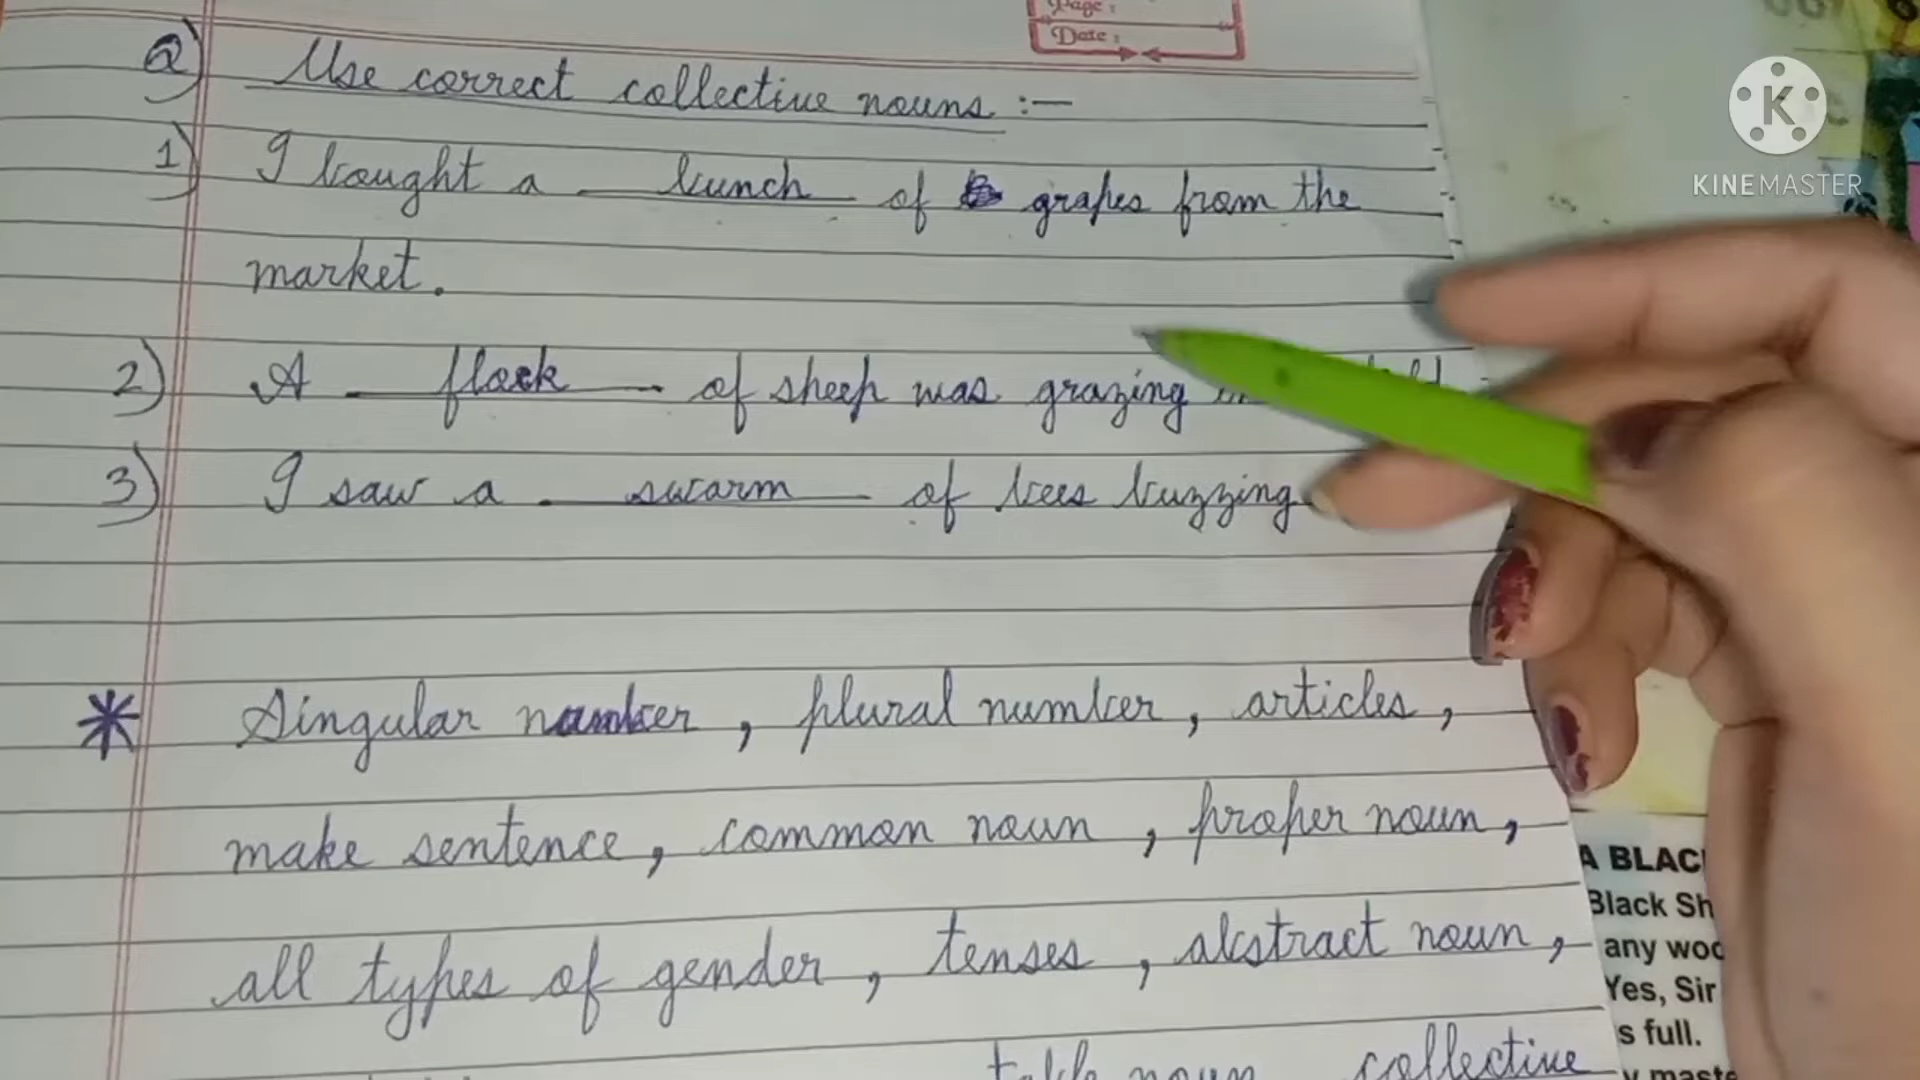 Page :
Date :
Q) Use correct collective nouns :—
KINEMASTER
1) I bought a bunch of grapes from the
market.
2) A flock of sheep was grazing
3) I saw a swarm of bees buzzing
* Singular number, plural number, articles,
make sentence, common noun, proper noun,
all types of gender, tenses, abstract noun,
noun collective
A BLAC
Black Sh
any woo
Yes, Sir
s full.
y maste